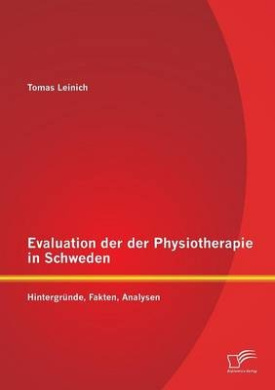 Tomas Leinich
Evaluation der der Physiotherapie
in Schweden
Hintergründe, Fakten, Analysen